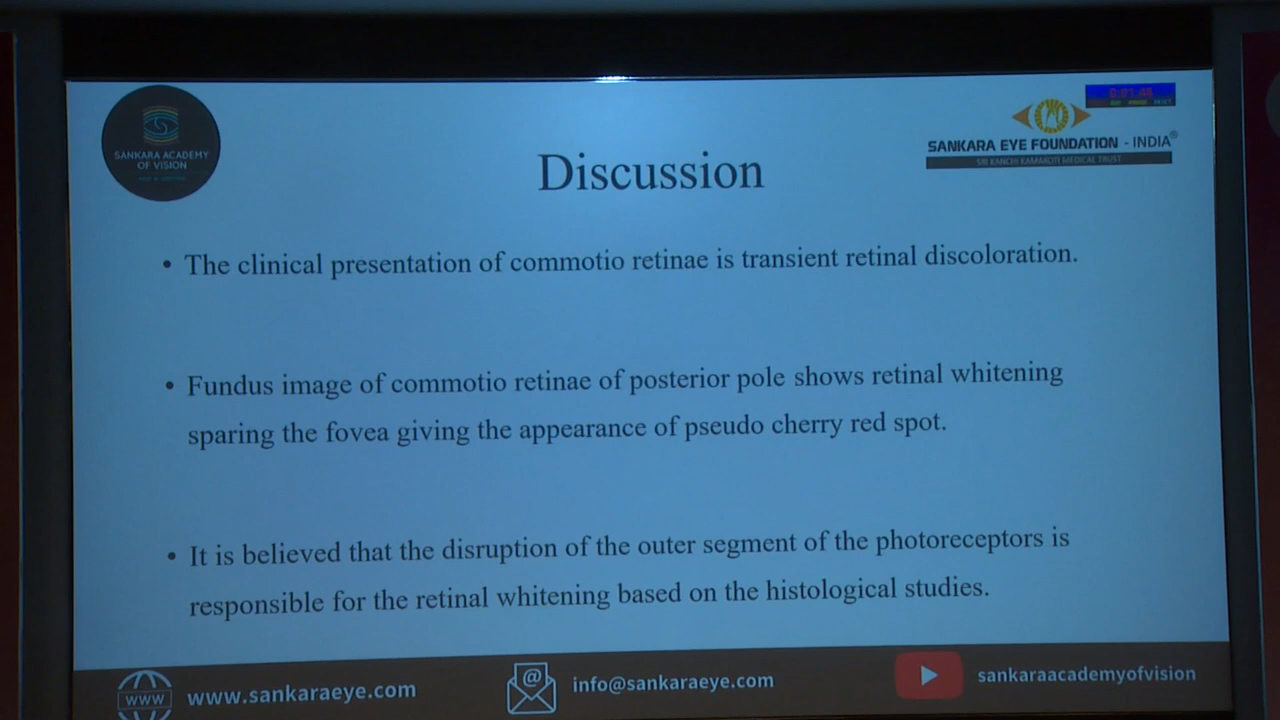 SANKARA ACADEMY
OF VISION
0:01:46
SANKARA EYE FOUNDATION - INDIA®
SRI KANCHI KAMAKOTI MEDICAL TRUST
Discussion
• The clinical presentation of commotio retinae is transient retinal discoloration.
• Fundus image of commotio retinae of posterior pole shows retinal whitening
sparing the fovea giving the appearance of pseudo cherry red spot.
• It is believed that the disruption of the outer segment of the photoreceptors is
responsible for the retinal whitening based on the histological studies.
www
www.sankaraeye.com
@
info@sankaraeye.com
sankaraacademyofvision